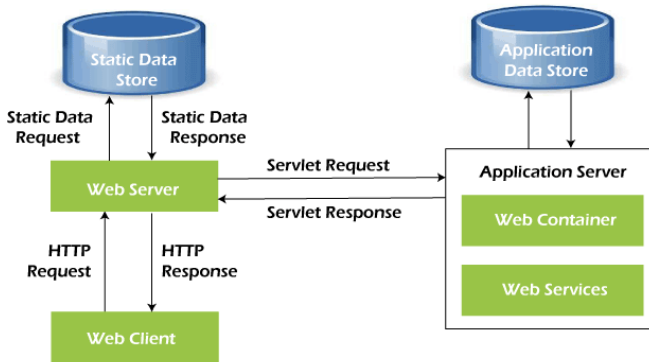 Static Data
Store
Application
Data Store
Static Data
Request
Static Data
Response
Servlet Request
Application Server
Web Server
Servlet Response
Web Container
HTTP
Request
HTTP
Response
Web Services
Web Client